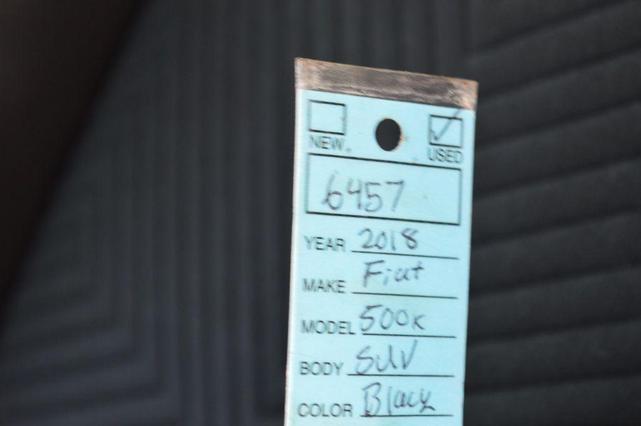 NEW USED
6457
YEAR 2018
MAKE Fiat
MODEL 500x
BODY SUV
COLOR Black